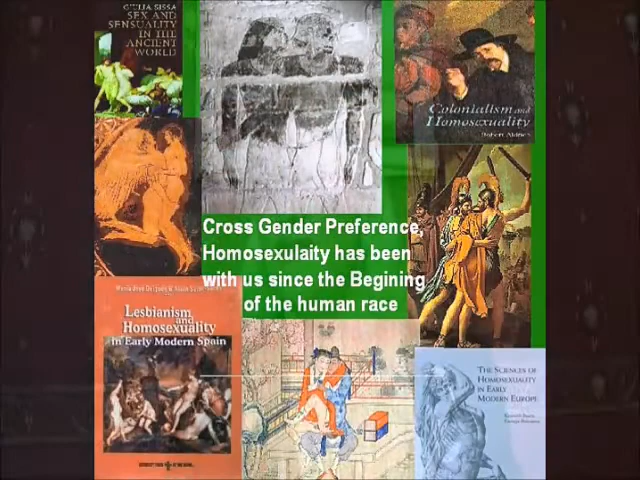 GIULIA SISSA
SEX AND
SENSUALITY
IN THE
ANCIENT
WORLD
Colonialism and
Homosexuality
Robert Aldrich
Cross Gender Preference,
Homosexulaity has been
with us since the Begining
of the human race
Lesbianism
and
Homosexuality
in Early Modern Spain
THE SCIENCES OF
HOMOSEXUALITY
IN EARLY
MODERN EUROPE